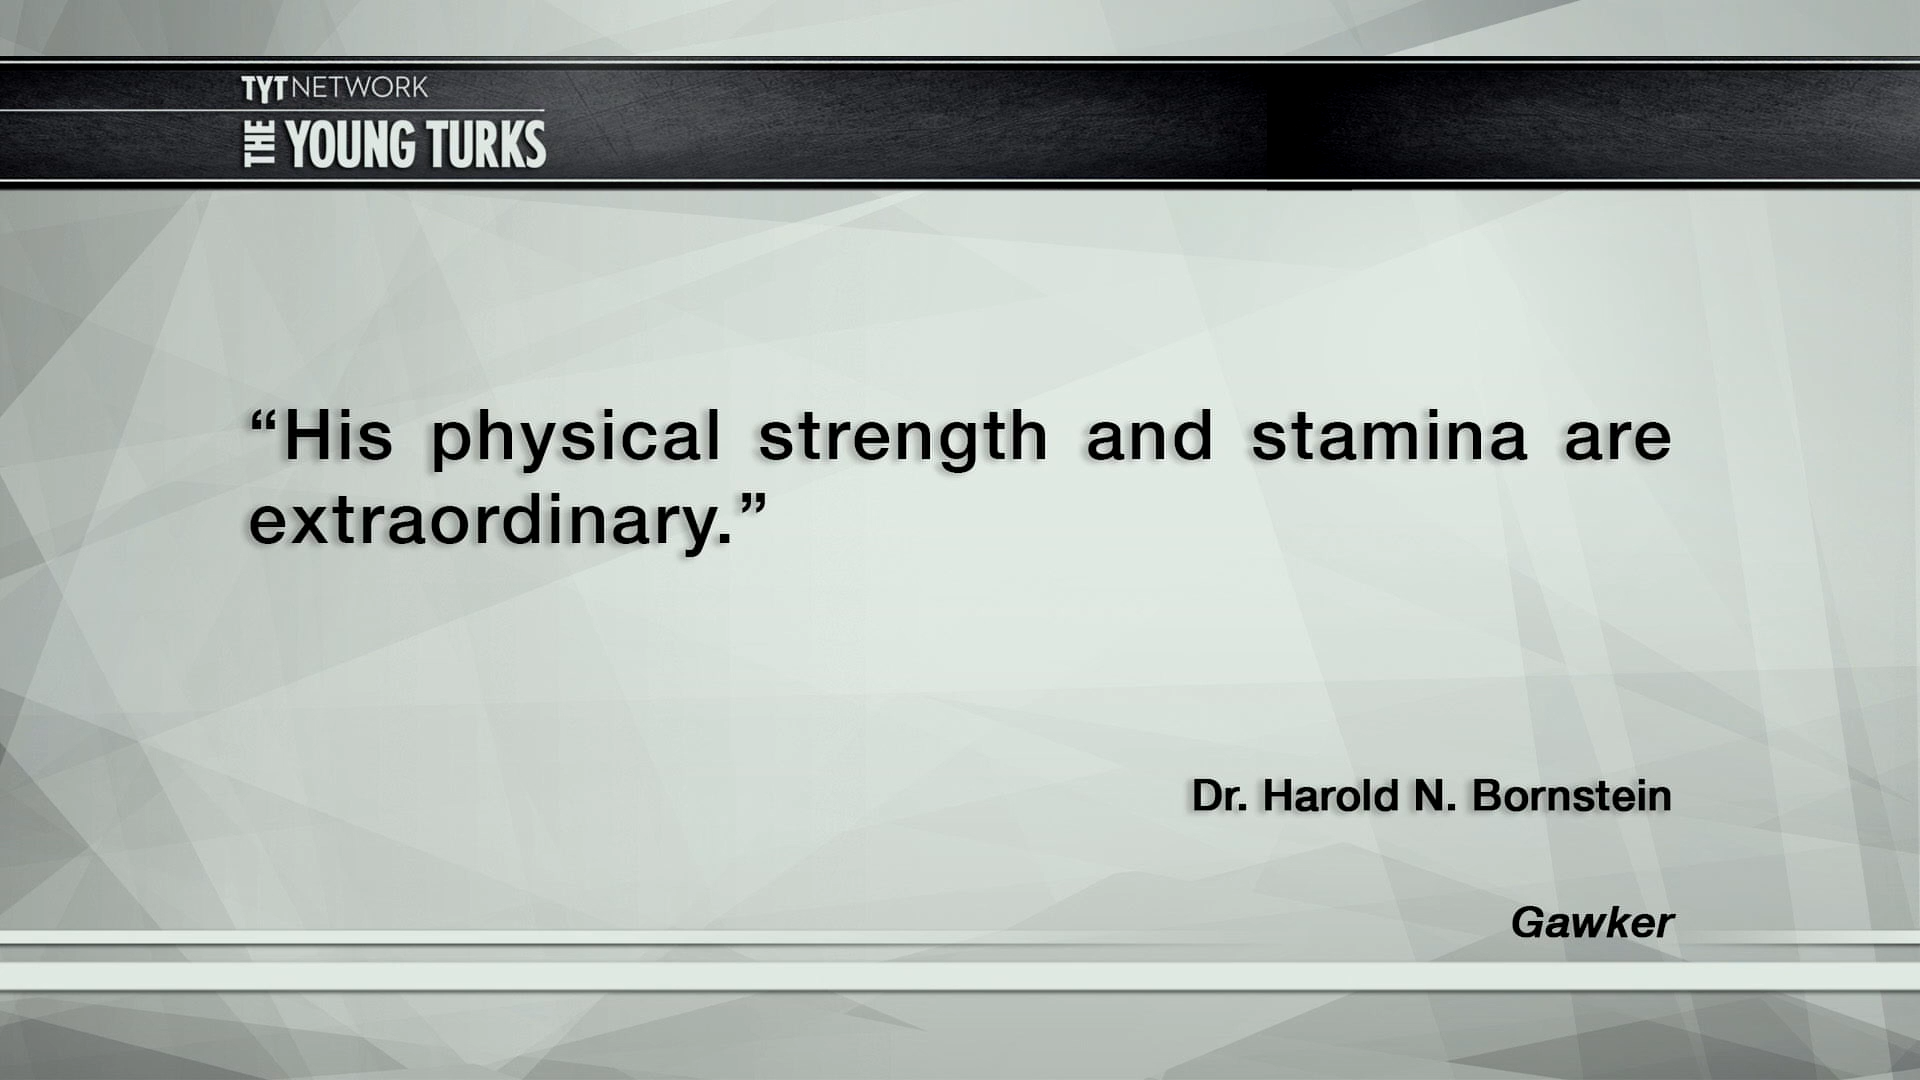 TYT NETWORK
THE YOUNG TURKS
“His physical strength and stamina are
extraordinary.”
Dr. Harold N. Bornstein
Gawker